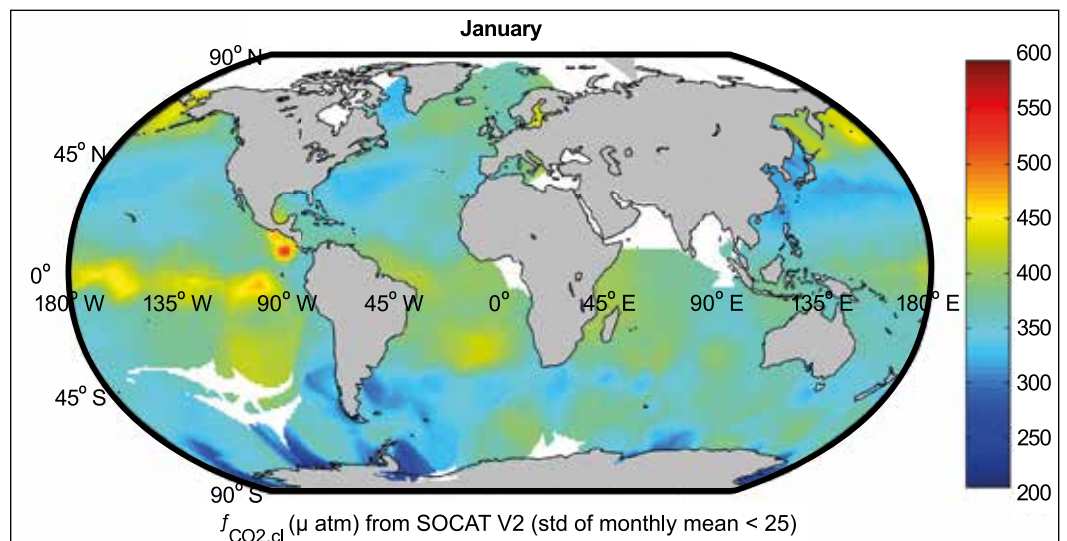 January
90° N
45° N
0°
180° W 135° W 90° W 45° W 0° 45° E 90° E 135° E 180° E
45° S
90° S
600
550
500
450
400
350
300
250
200
fCO2,cl (μ atm) from SOCAT V2 (std of monthly mean < 25)